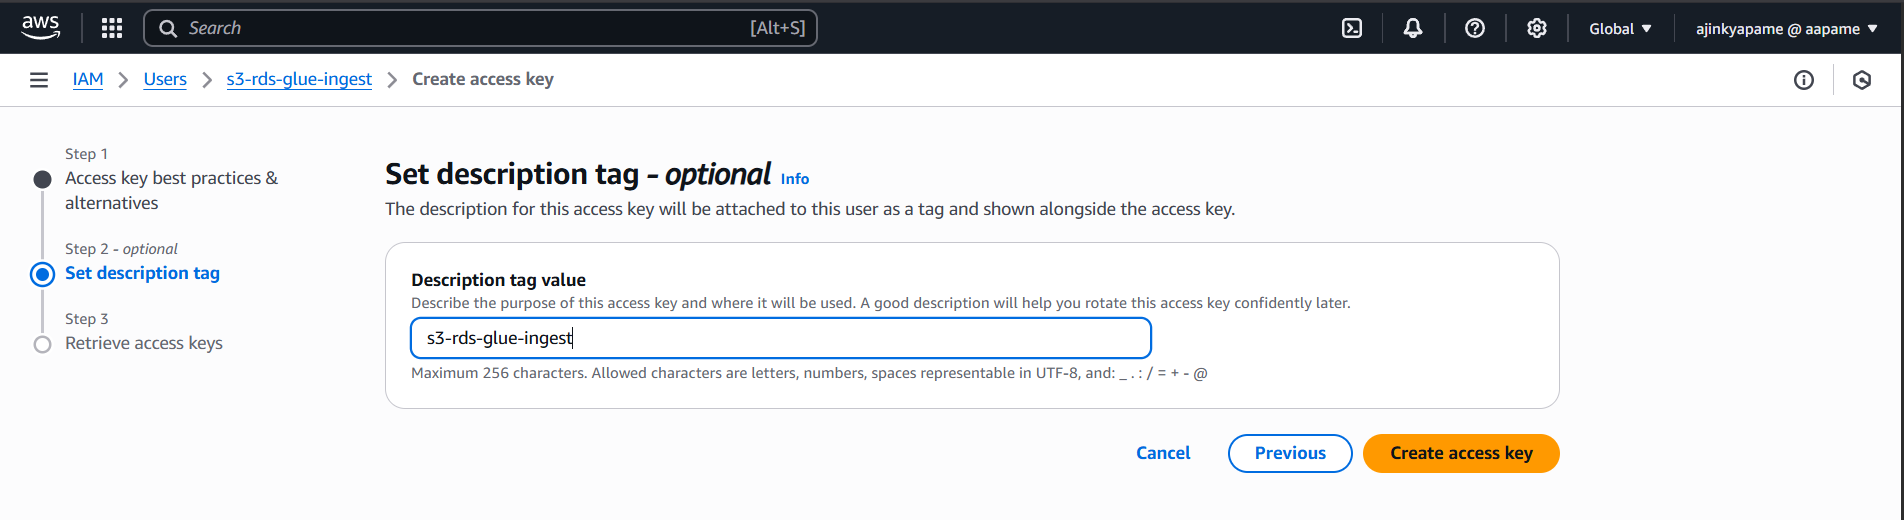 aws
Search [Alt+S]
Global ajinkyapame @ aapame
IAM Users s3-rds-glue-ingest Create access key
Step 1
Access key best practices &
alternatives
Step 2 - optional
Set description tag
Step 3
Retrieve access keys
Set description tag - optional Info
The description for this access key will be attached to this user as a tag and shown alongside the access key.
Description tag value
Describe the purpose of this access key and where it will be used. A good description will help you rotate this access key confidently later.
s3-rds-glue-ingest
Maximum 256 characters. Allowed characters are letters, numbers, spaces representable in UTF-8, and: _ . : / = + - @
Cancel Previous Create access key